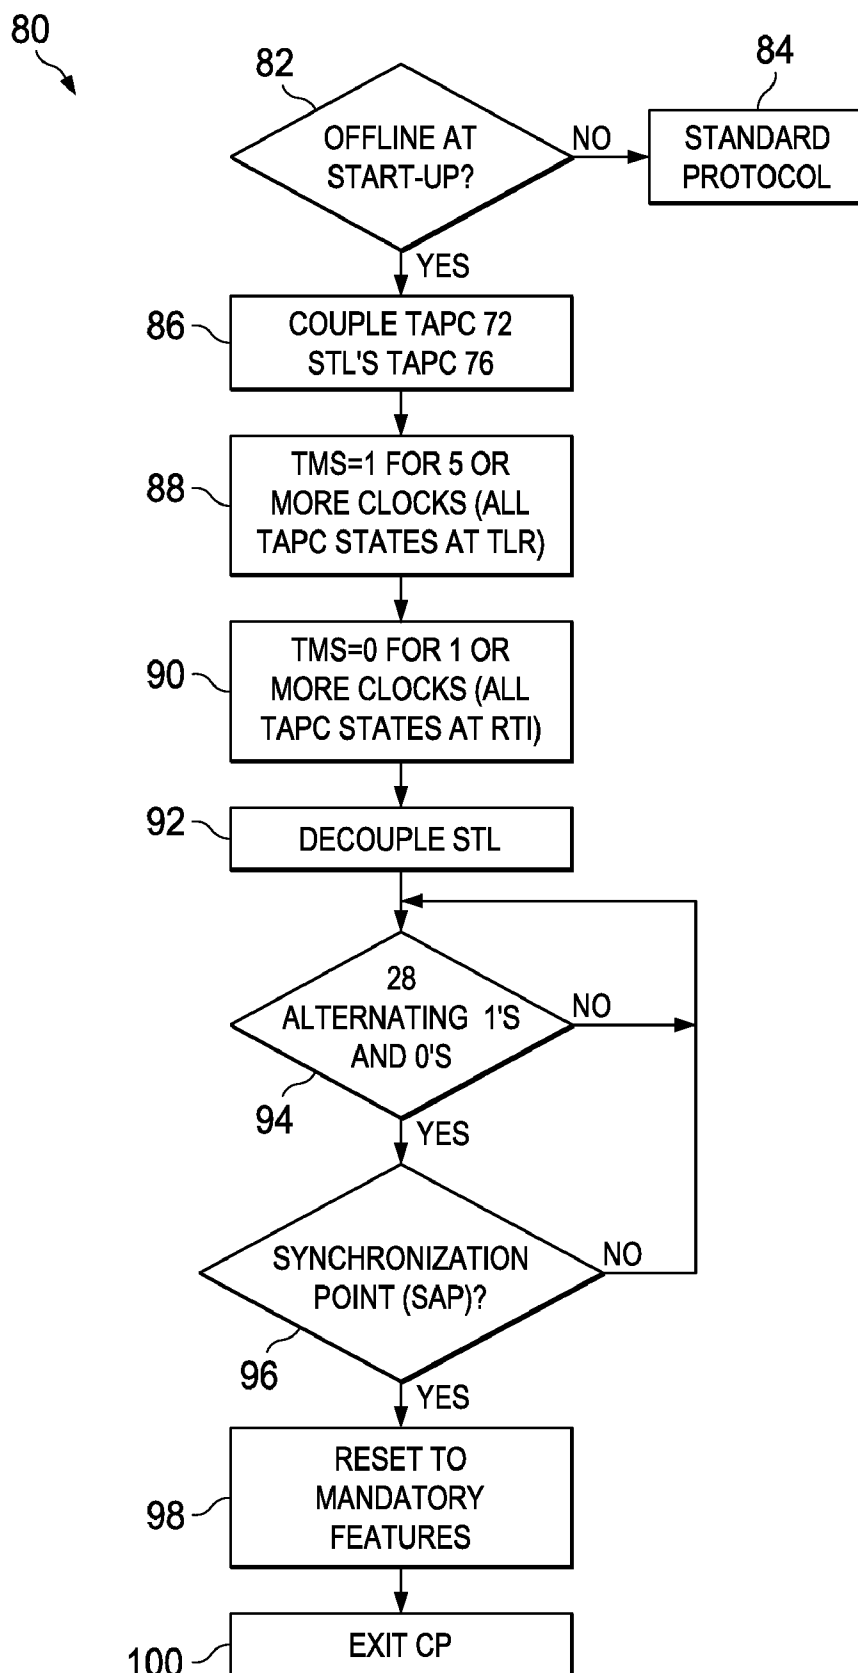 80
82
84
OFFLINE AT
START-UP?
NO
STANDARD
PROTOCOL
YES
86
COUPLE TAPC 72
STL'S TAPC 76
88
TMS=1 FOR 5 OR
MORE CLOCKS (ALL
TAPC STATES AT TLR)
90
TMS=0 FOR 1 OR
MORE CLOCKS (ALL
TAPC STATES AT RTI)
92
DECOUPLE STL
28
ALTERNATING 1'S
AND 0'S
NO
94
YES
SYNCHRONIZATION
POINT (SAP)?
NO
96
YES
98
RESET TO
MANDATORY
FEATURES
100
EXIT CP